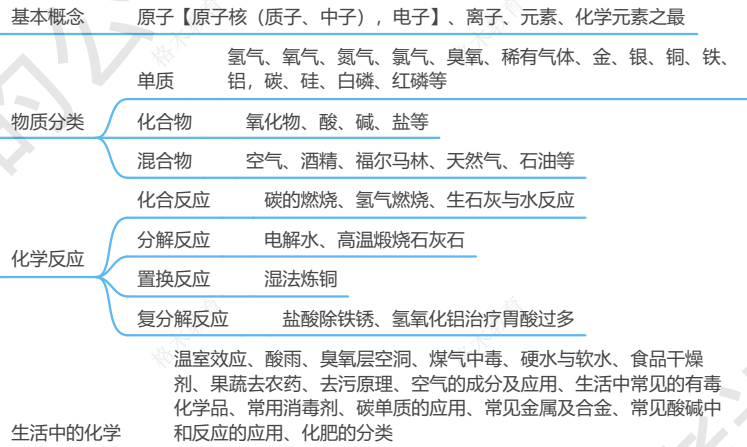 基本概念 原子【原子核（质子、中子），电子】、离子、元素、化学元素之最
单质 氢气、氧气、氮气、氯气、臭氧、稀有气体、金、银、铜、铁、
铝，碳、硅、白磷、红磷等
物质分类 化合物 氧化物、酸、碱、盐等
混合物 空气、酒精、福尔马林、天然气、石油等
化合反应 碳的燃烧、氢气燃烧、生石灰与水反应
分解反应 电解水、高温煅烧石灰石
化学反应
置换反应 湿法炼铜
复分解反应 盐酸除铁锈、氢氧化铝治疗胃酸过多
温室效应、酸雨、臭氧层空洞、煤气中毒、硬水与软水、食品干燥
剂、果蔬去农药、去污原理、空气的成分及应用、生活中常见的有毒
化学品、常用消毒剂、碳单质的应用、常见金属及合金、常见酸碱中
生活中的化学 和反应的应用、化肥的分类